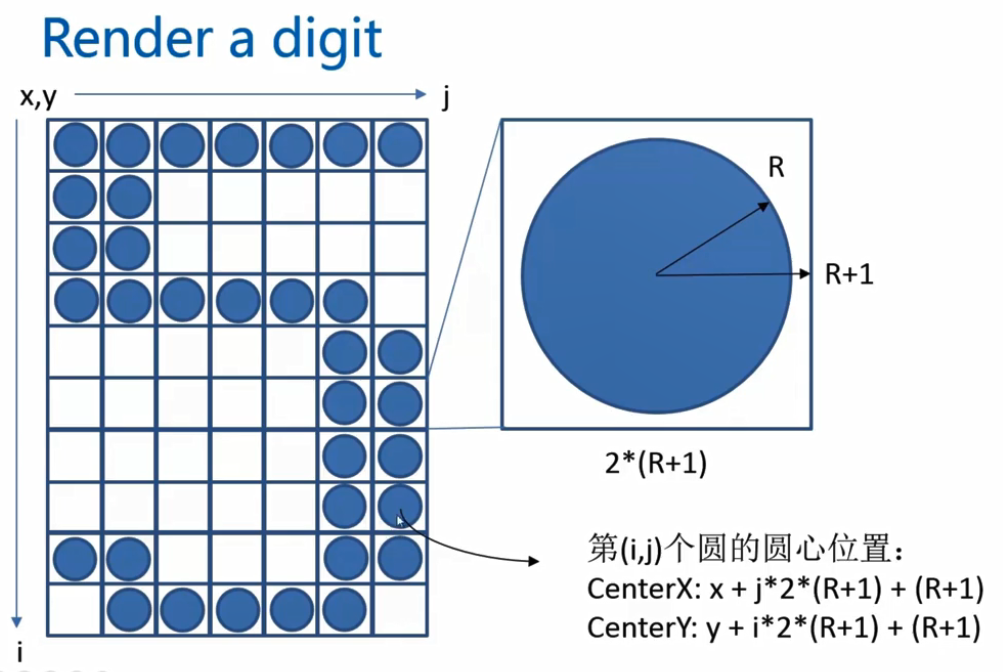 Render a digit
x,y
j
R
R+1
2*(R+1)
第(i,j)个圆的圆心位置：
CenterX: x + j*2*(R+1) + (R+1)
CenterY: y + i*2*(R+1) + (R+1)
i